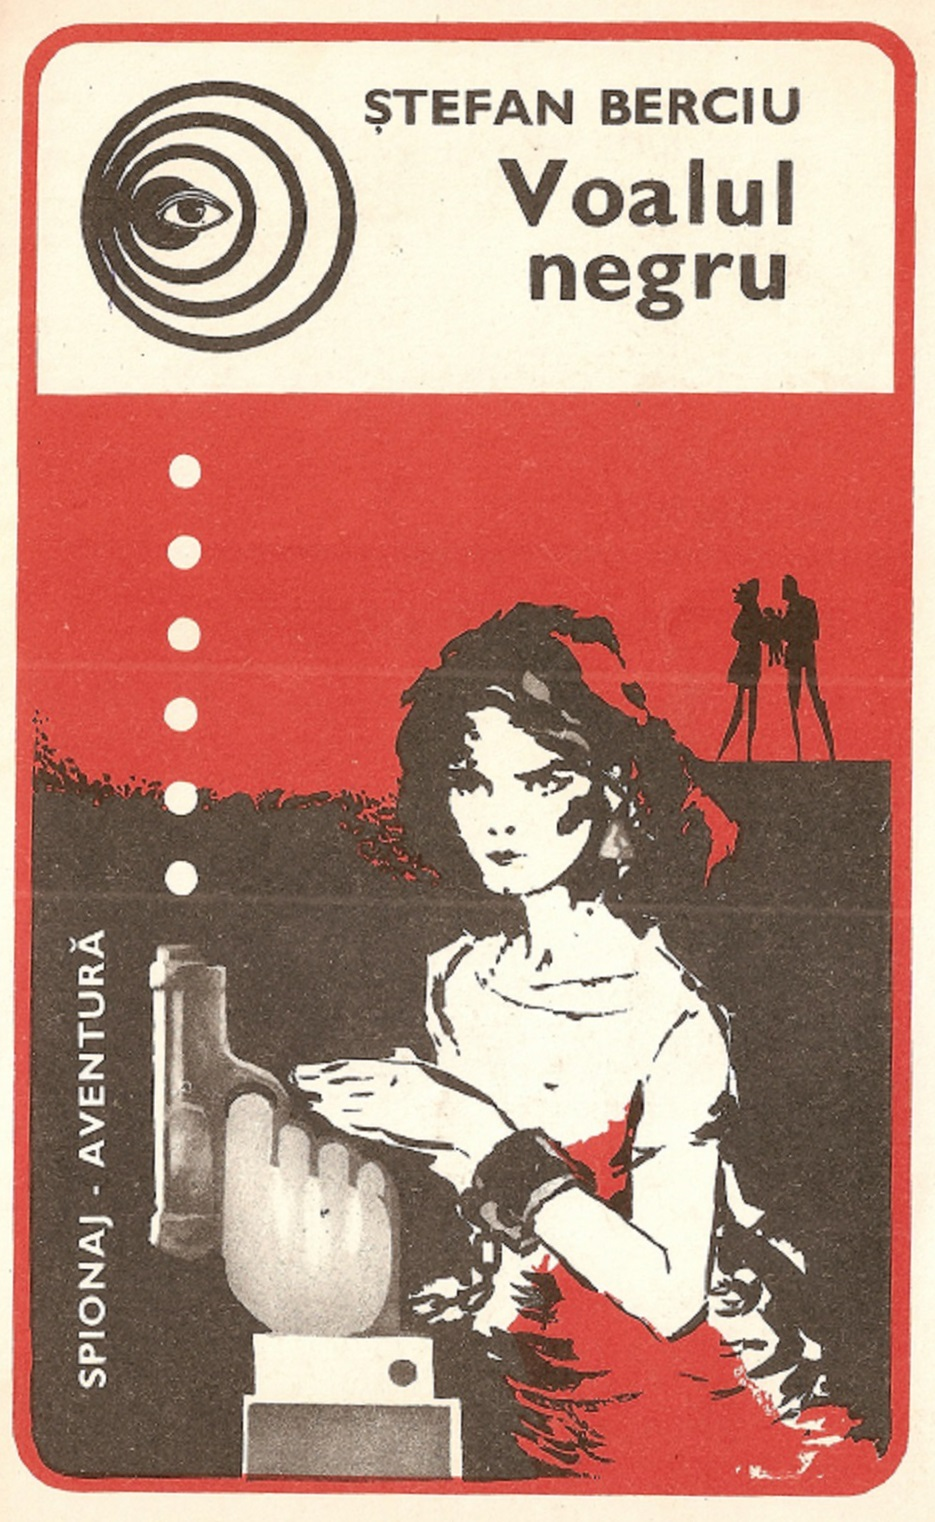 ȘTEFAN BERCIU
Voalul
negru
SPIONAJ - AVENTURĂ